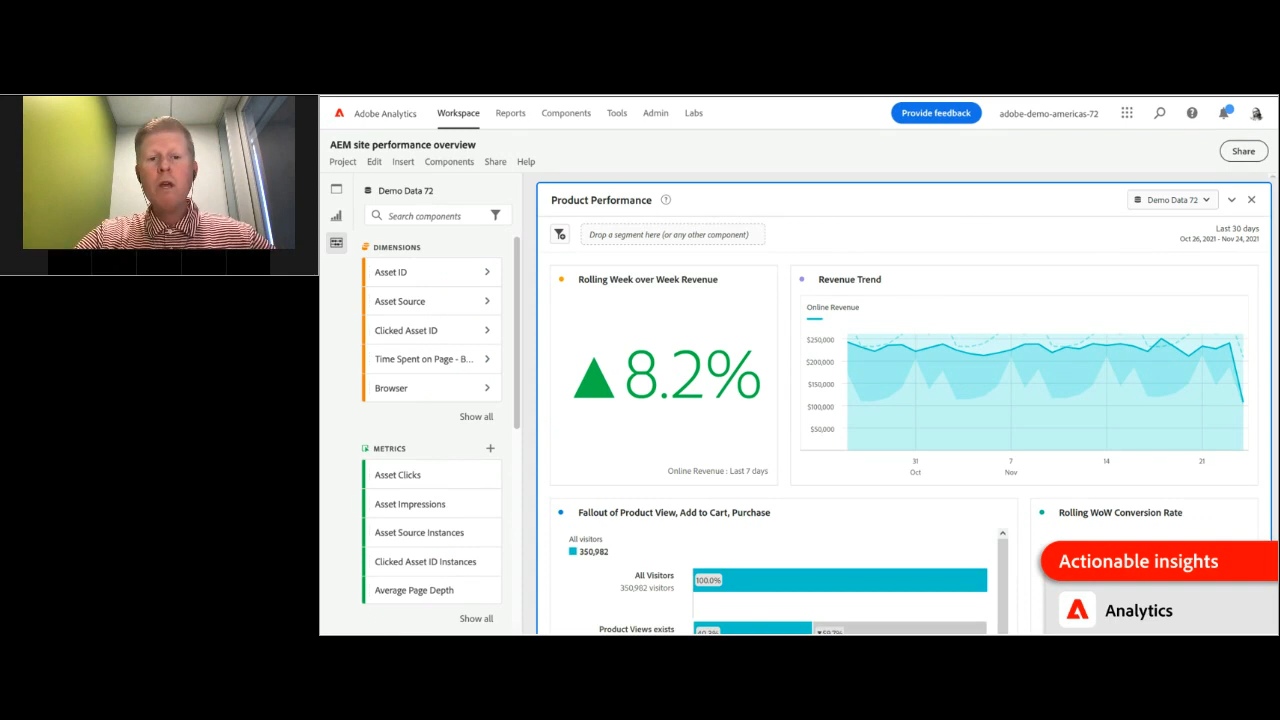 Adobe Analytics
Workspace
Reports
Components
Tools
Admin
Labs
Provide feedback
adobe-demo-americas-72
AEM site performance overview
Project
Edit
Insert
Components
Share
Help
Share
Demo Data 72
Search components
DIMENSIONS
Asset ID
Asset Source
Clicked Asset ID
Time Spent on Page - B...
Browser
Show all
METRICS
Asset Clicks
Asset Impressions
Asset Source Instances
Clicked Asset ID Instances
Average Page Depth
Show all
Product Performance
Demo Data 72
Drop a segment here (or any other component)
Last 30 days
Oct 26, 2021 - Nov 24, 2021
Rolling Week over Week Revenue
▲8.2%
Online Revenue : Last 7 days
Revenue Trend
Online Revenue
$250,000
$200,000
$150,000
$100,000
$50,000
31
7
14
21
Oct
Nov
Fallout of Product View, Add to Cart, Purchase
All visitors
350,982
All Visitors
100.0%
350,982 visitors
Product Views exists
Rolling WoW Conversion Rate
Actionable insights
Analytics